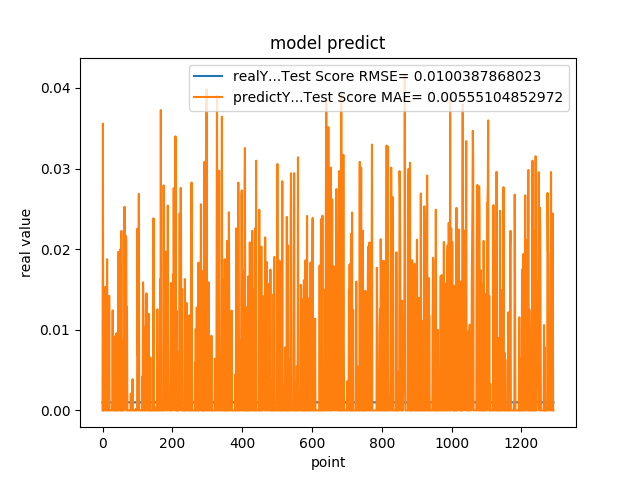 model predict
realY...Test Score RMSE= 0.0100387868023
predictY...Test Score MAE= 0.00555104852972
0.04
0.03
0.02
0.01
0.00
real value
0 200 400 600 800 1000 1200
point